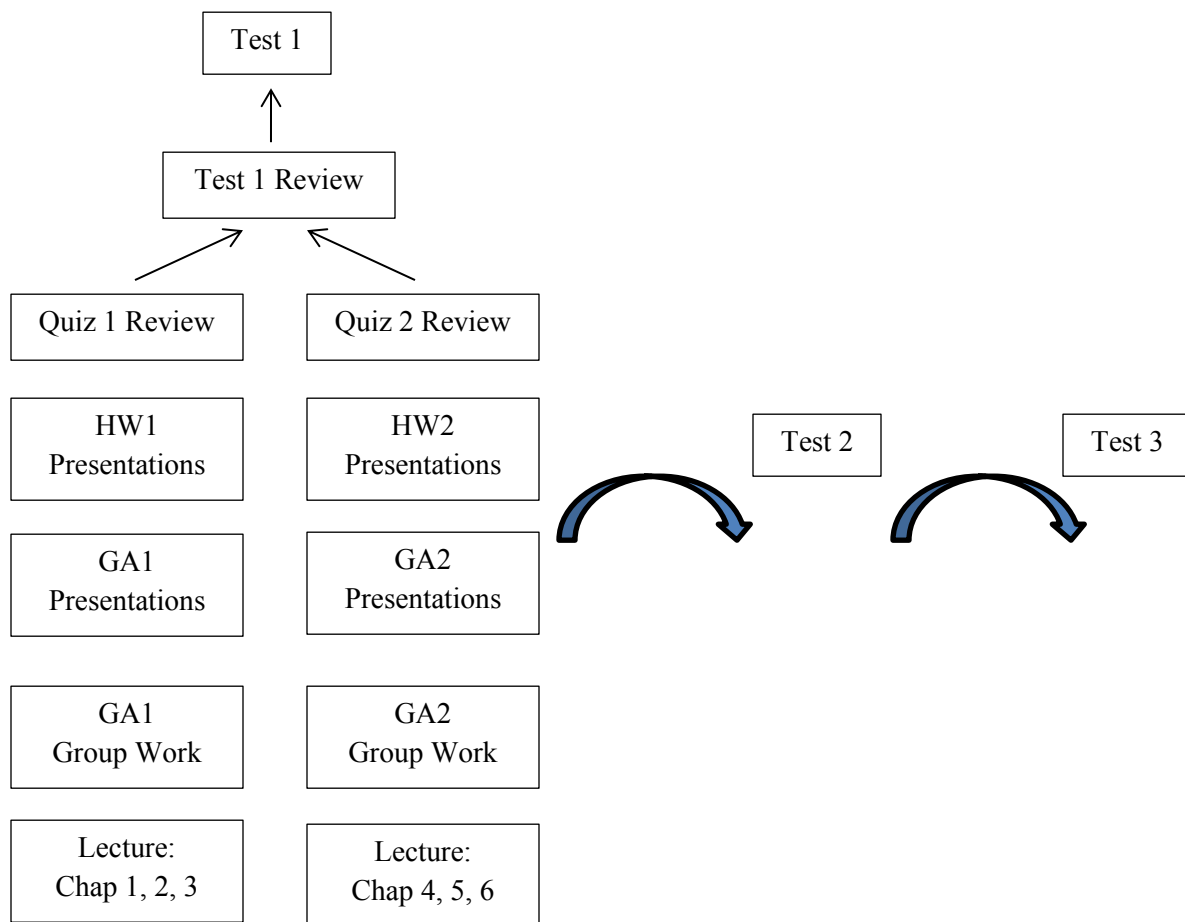 Test 1
Test 1 Review
Quiz 1 Review
Quiz 2 Review
HW1
Presentations
HW2
Presentations
Test 2
Test 3
GA1
Presentations
GA2
Presentations
GA1
Group Work
GA2
Group Work
Lecture:
Chap 1, 2, 3
Lecture:
Chap 4, 5, 6